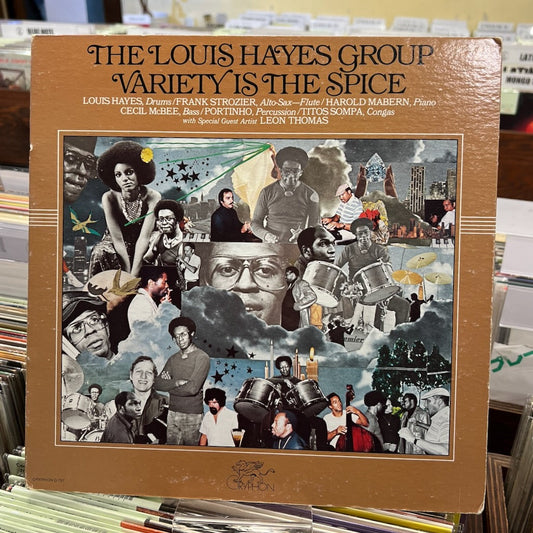 THE LOUIS HAYES GROUP
VARIETY IS THE SPICE
LOUIS HAYES, Drums/FRANK STROZIER, Alto-Sax—Flute/HAROLD MABERN, Piano
CECIL McBEE, Bass/PORTINHO, Percussion/TITOS SOMPA, Congas
with Special Guest Artist LEON THOMAS
Premier
GRYPHON